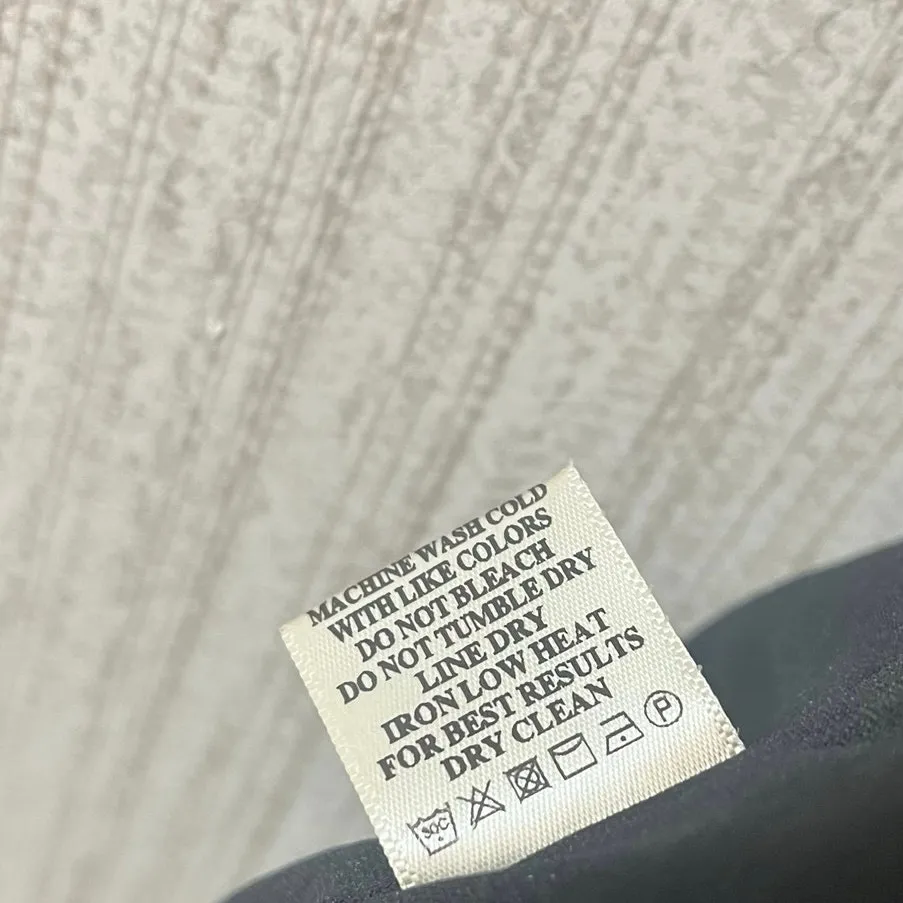 MACHINE WASH COLD
WITH LIKE COLORS
DO NOT BLEACH
DO NOT TUMBLE DRY
LINE DRY
IRON LOW HEAT
FOR BEST RESULTS
DRY CLEAN
30C P